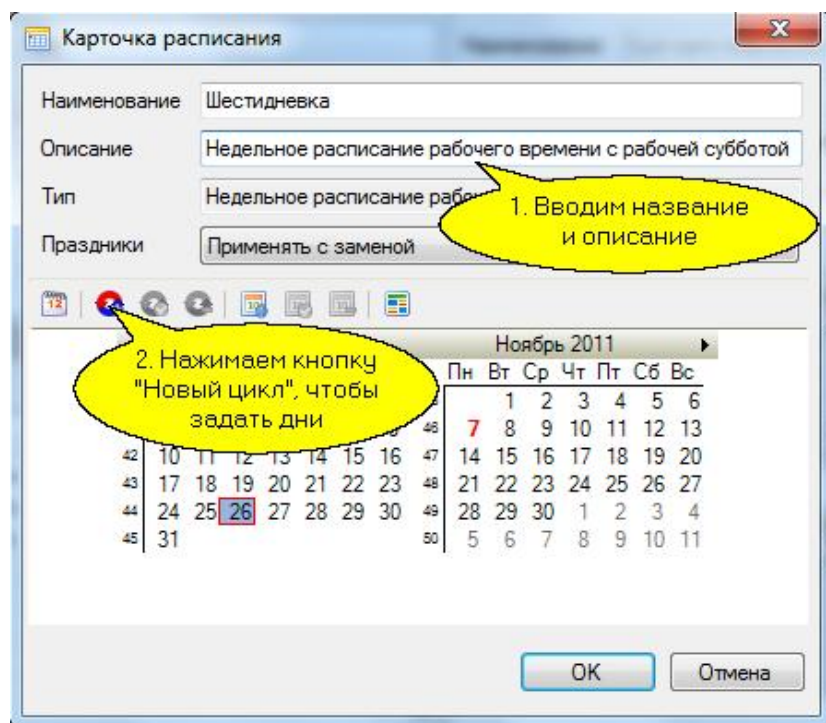 Карточка расписания
Наименование Шестидневка
Описание Недельное расписание рабочего времени с рабочей субботой
Тип Недельное расписание
1. Вводим название
и описание
Праздники Применять с заменой
12
2. Нажимаем кнопку
"Новый цикл", чтобы
задать дни
Ноябрь 2011
Пн Вт Ср Чт Пт Сб Вс
1 2 3 4 5 6
46 7 8 9 10 11 12 13
42 10 11 12 13 14 15 16 47 14 15 16 17 18 19 20
43 17 18 19 20 21 22 23 48 21 22 23 24 25 26 27
44 24 25 26 27 28 29 30 49 28 29 30 1 2 3 4
45 31 50 5 6 7 8 9 10 11
OK Отмена